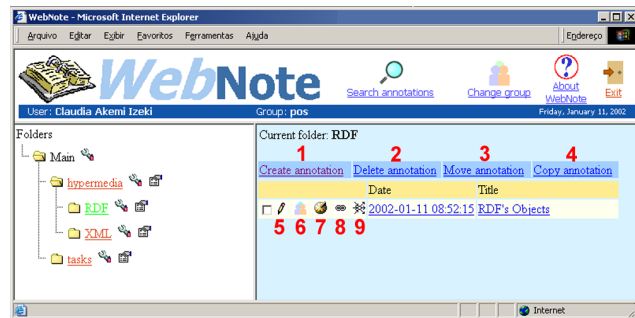 WebNote - Microsoft Internet Explorer
Arquivo Editar Exibir Favoritos Ferramentas Ajuda Endereço
WebNote
Search annotations Change group About WebNote Exit
User: Claudia Akemi Izeki Group: pos Friday, January 11, 2002
Folders
Main
hypermedia
RDF
XML
tasks
Current folder: RDF
1 2 3 4
Create annotation Delete annotation Move annotation Copy annotation
Date Title
2002-01-11 08:52:15 RDF's Objects
5 6 7 8 9
Internet